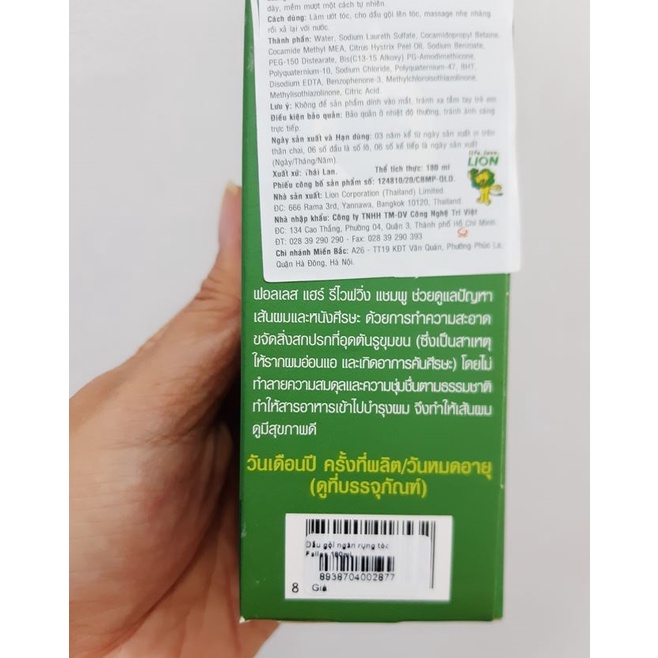 dày, mềm mượt một cách tự nhiên.
Cách dùng: Làm ướt tóc, cho dầu gội lên tóc, massage nhẹ nhàng
rồi xả lại với nước.
Thành phần: Water, Sodium Laureth Sulfate, Cocamidopropyl Betaine,
Cocamide Methyl MEA, Citrus Hystrix Peel Oil, Sodium Benzoate,
PEG-150 Distearate, Bis(C13-15 Alkoxy) PG-Amodimethicone,
Polyquaternium-10, Sodium Chloride, Polyquaternium-47, BHT,
Disodium EDTA, Benzophenone-3, Methylchloroisothiazolinone,
Methylisothiazolinone, Citric Acid.
Lưu ý: Không để sản phẩm dính vào mắt, tránh xa tầm tay trẻ em.
Điều kiện bảo quản: Bảo quản ở nhiệt độ thường, tránh ánh sáng
trực tiếp.
Ngày sản xuất và Hạn dùng: 03 năm kể từ ngày sản xuất in trên
thân chai, 06 số đầu là số lô, 06 số kế tiếp là ngày sản xuất
(Ngày/Tháng/Năm)
Xuất xứ: Thái Lan. Thể tích thực: 180 ml
Phiếu công bố sản phẩm số: 124810/20/CBMP-QLD.
life. love.
LION
Nhà sản xuất: Lion Corporation (Thailand) Limited
ĐC: 666 Rama 3rd, Yannawa, Bangkok 10120, Thailand
Nhà nhập khẩu: Công ty TNHH TM-DV Công Nghệ Trí Việt
ĐC: 134 Cao Thắng, Phường 04, Quận 3, Thành phố Hồ Chí Minh
ĐT: 028 39 290 290 - Fax: 028 39 290 393
Chi nhánh Miền Bắc: A26 - TT19 KĐT Văn Quán, Phường Phúc La,
Quận Hà Đông, Hà Nội.
ฟอลเลส แฮร์ รีไวฟ์วิ่ง แชมพู ช่วยดูแลปัญหา
เส้นผมและหนังศีรษะ ด้วยการทำความสะอาด
ขจัดสิ่งสกปรกที่อุดตันรูขุมขน (ซึ่งเป็นสาเหตุ
ให้รากผมอ่อนแอ และเกิดอาการคันศีรษะ) โดยไม่
ทำลายความสมดุลและความชุ่มชื่นตามธรรมชาติ
ทำให้สารอาหารเข้าไปบำรุงผม จึงทำให้เส้นผม
ดูมีสุขภาพดี
วันเดือนปี ครั้งที่ผลิต/วันหมดอายุ
(ดูที่บรรจุภัณฑ์)
Dầu gội ngăn rụng tóc
180ml
8938704002877
8 Giá